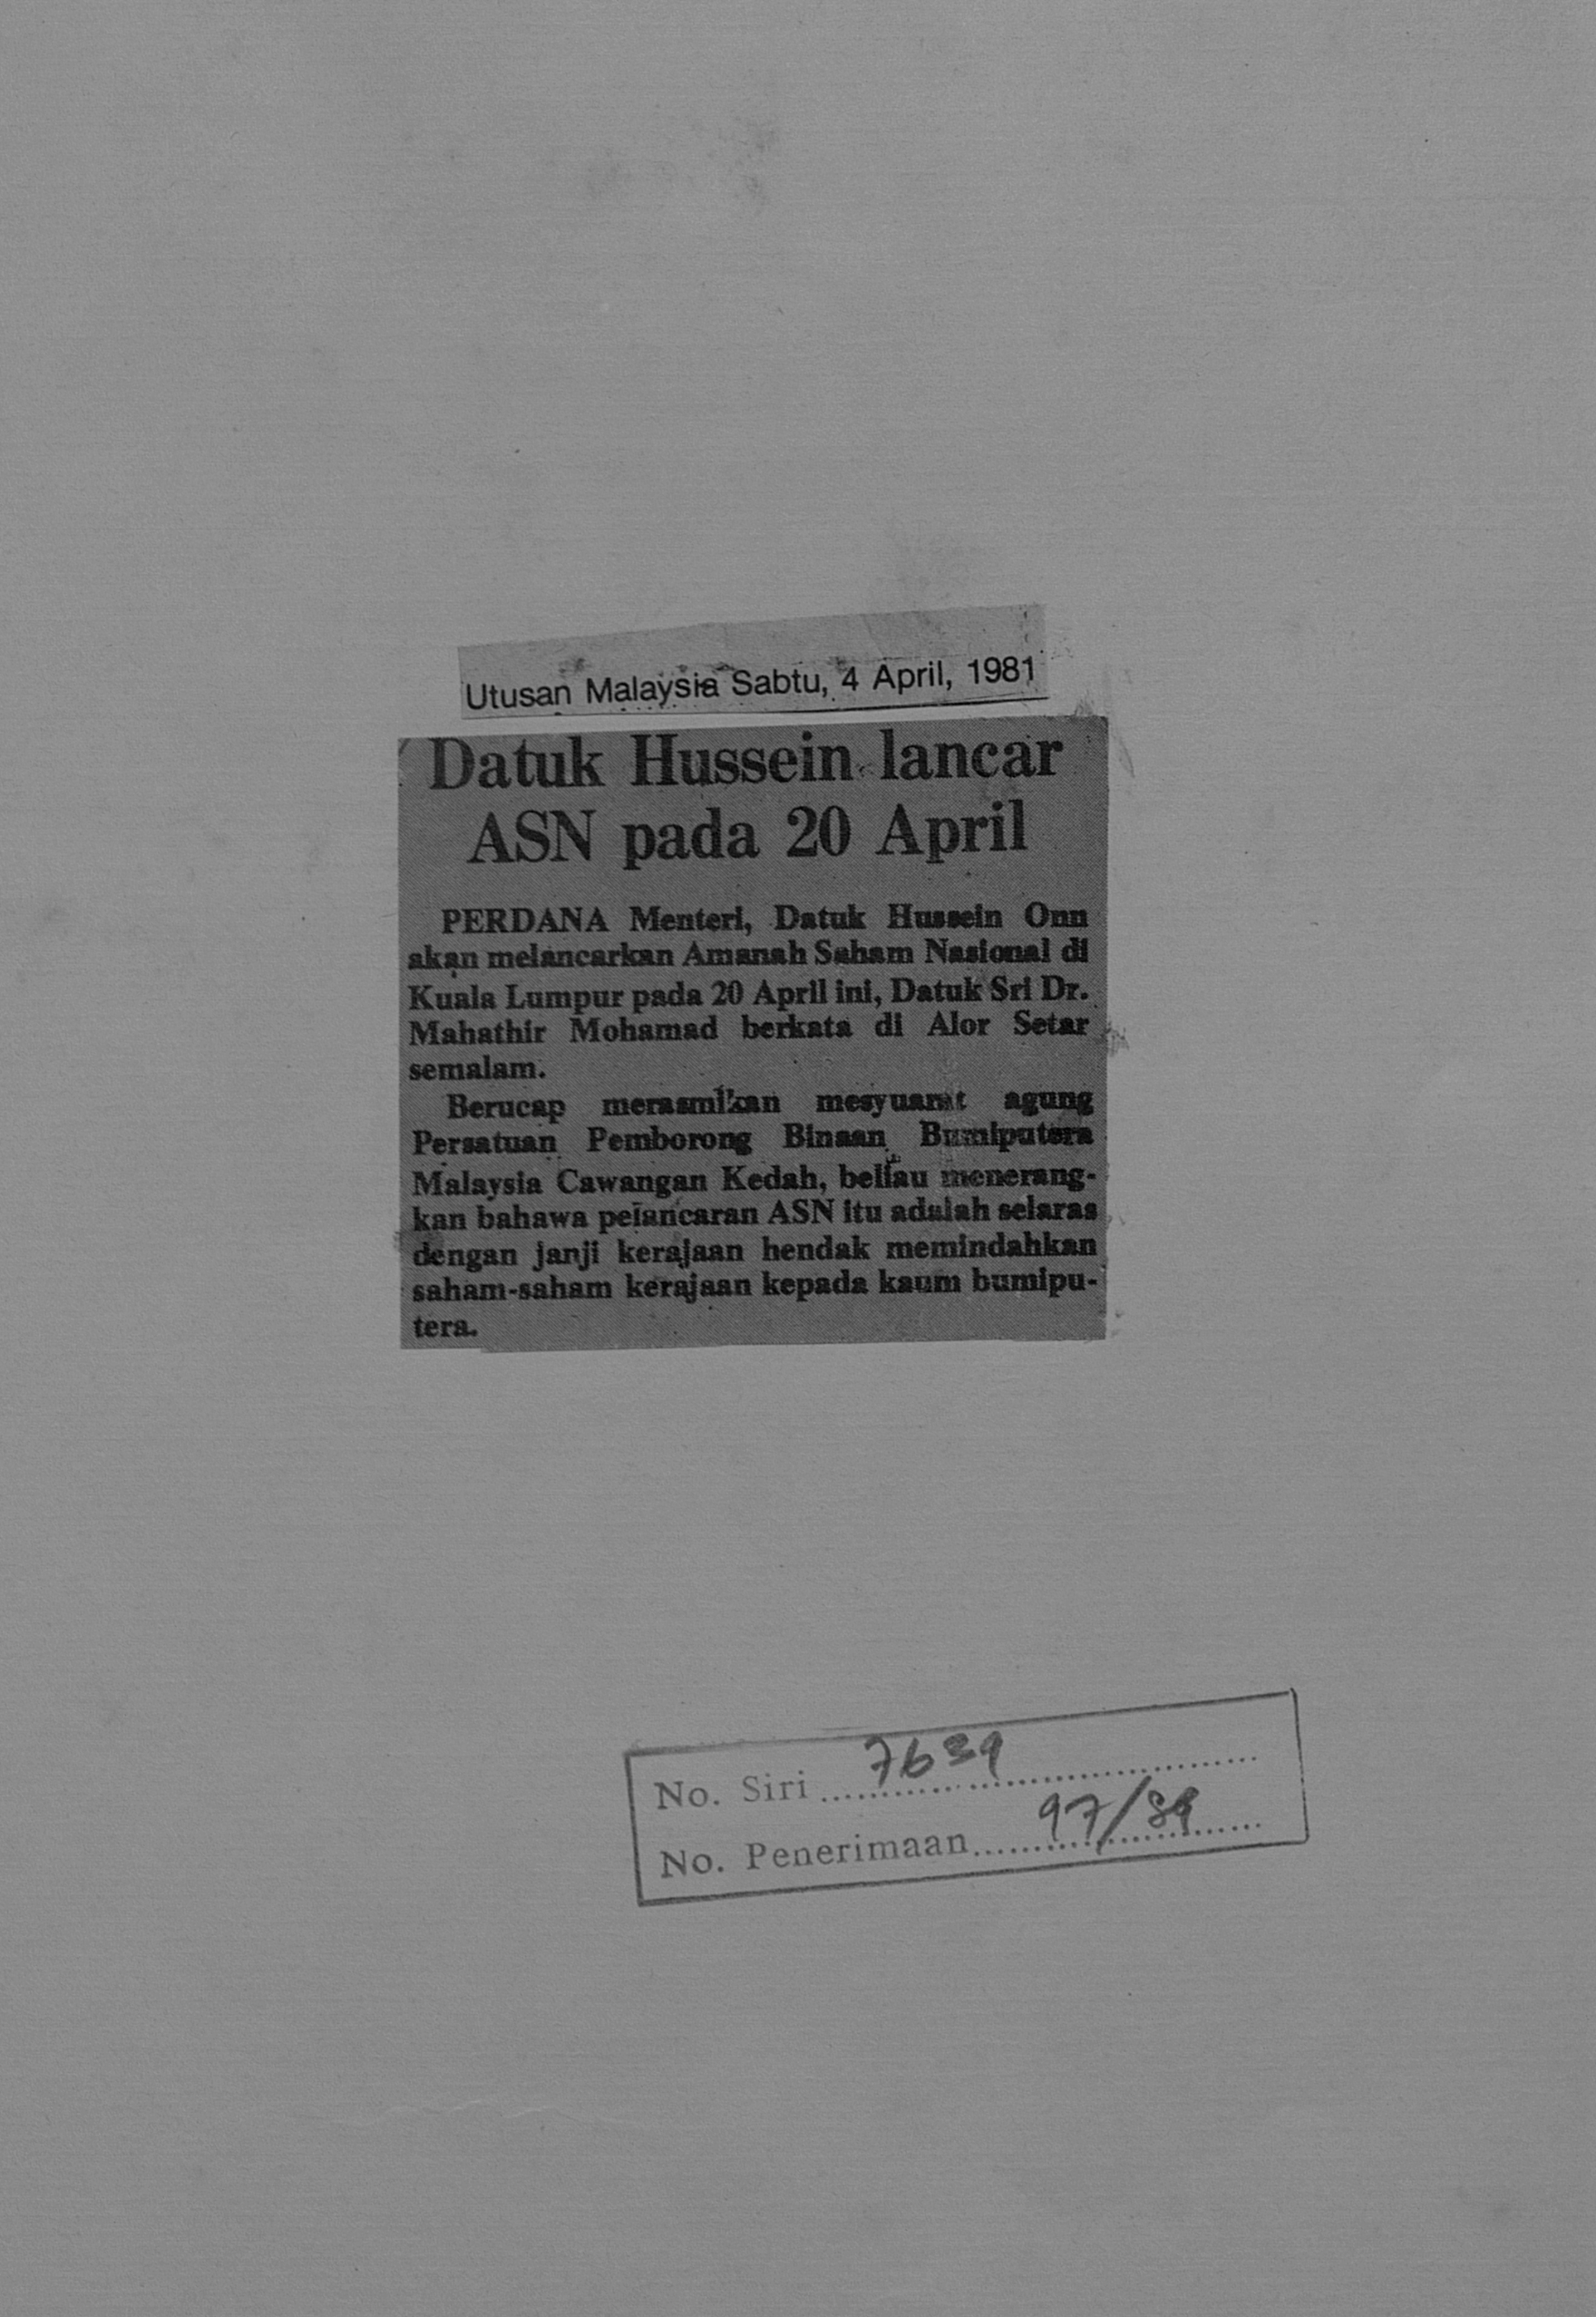 Utusan Malaysia Sabtu, 4 April, 1981
Datuk Hussein lancar
ASN pada 20 April
PERDANA Menteri, Datuk Hussein Onn
akan melancarkan Amanah Saham Nasional di
Kuala Lumpur pada 20 April ini, Datuk Sri Dr.
Mahathir Mohamad berkata di Alor Setar
semalam.
Berucap merasmikan mesyuarat agung
Persatuan Pemborong Binaan Bumiputera
Malaysia Cawangan Kedah, beliau menerang-
kan bahawa pelancaran ASN itu adalah selaras
dengan janji kerajaan hendak memindahkan
saham-saham kerajaan kepada kaum bumipu-
tera.
No. Siri 7639
No. Penerimaan 97/89